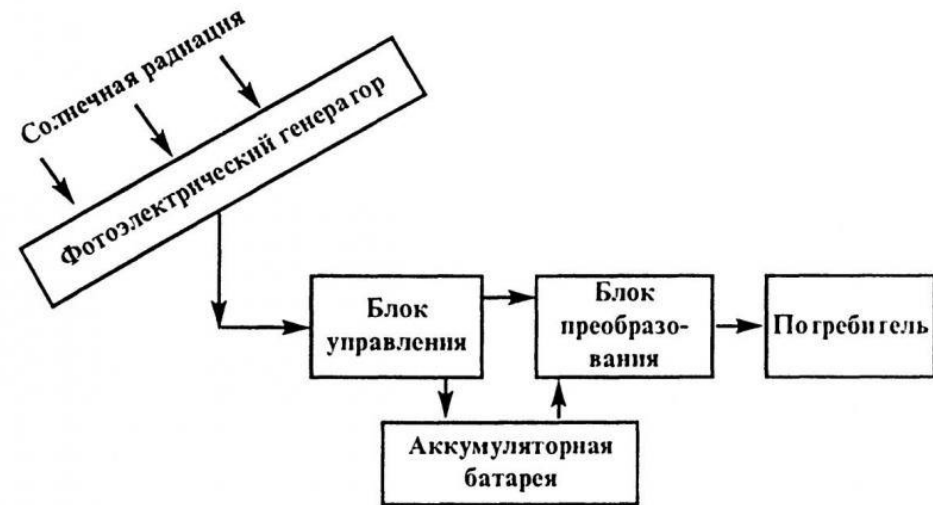 Солнечная радиация
Фотоэлектрический генератор
Блок
управления
Блок
преобразо-
вания
Потребитель
Аккумуляторная
батарея